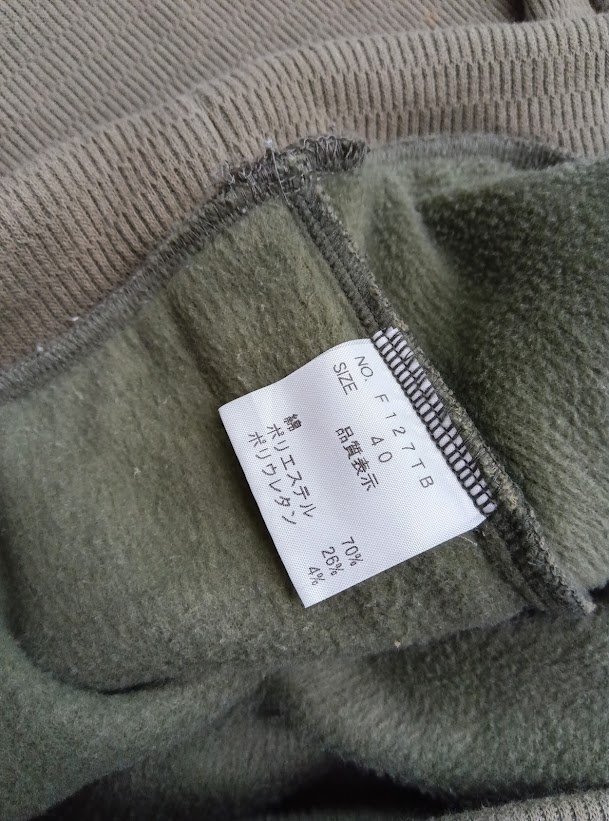 NO. F127TB
SIZE 40
品質表示
綿 70%
ポリエステル 26%
ポリウレタン 4%